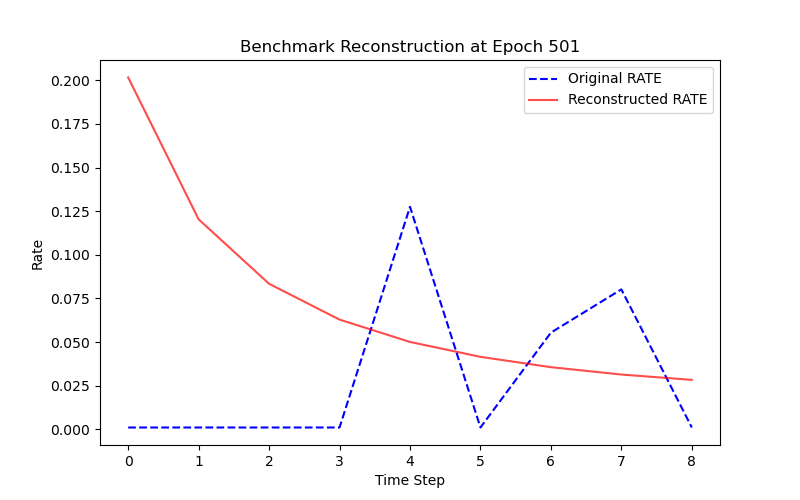 Benchmark Reconstruction at Epoch 501
Original RATE
Reconstructed RATE
0.200
0.175
0.150
0.125
0.100
0.075
0.050
0.025
0.000
Rate
0 1 2 3 4 5 6 7 8
Time Step